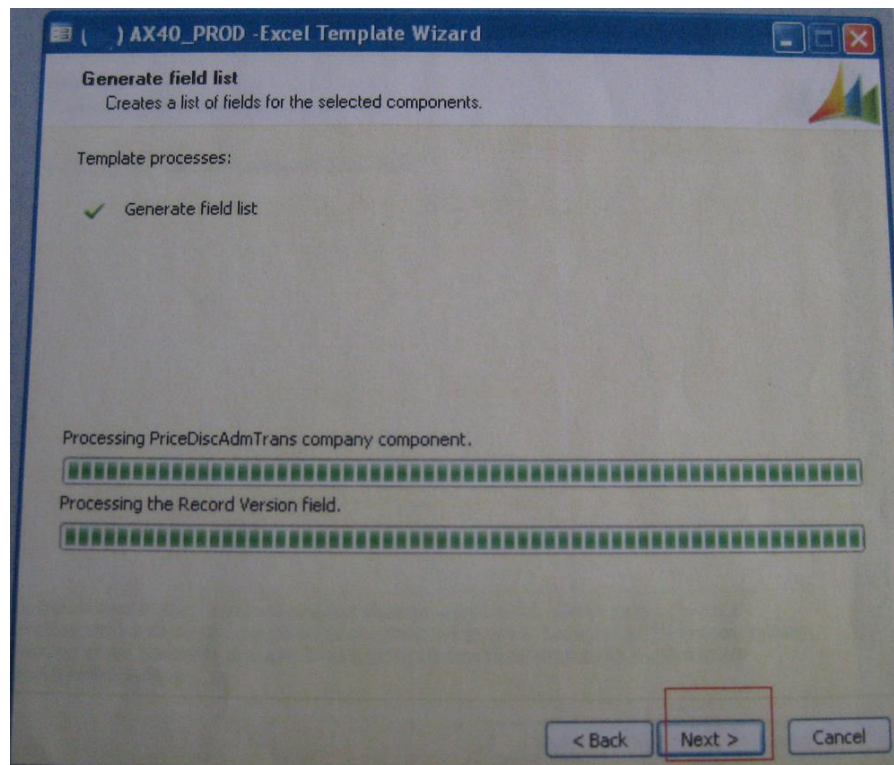 ( ) AX40_PROD -Excel Template Wizard
Generate field list
Creates a list of fields for the selected components.
Template processes:
Generate field list
Processing PriceDiscAdmTrans company component.
Processing the Record Version field.
< Back Next > Cancel